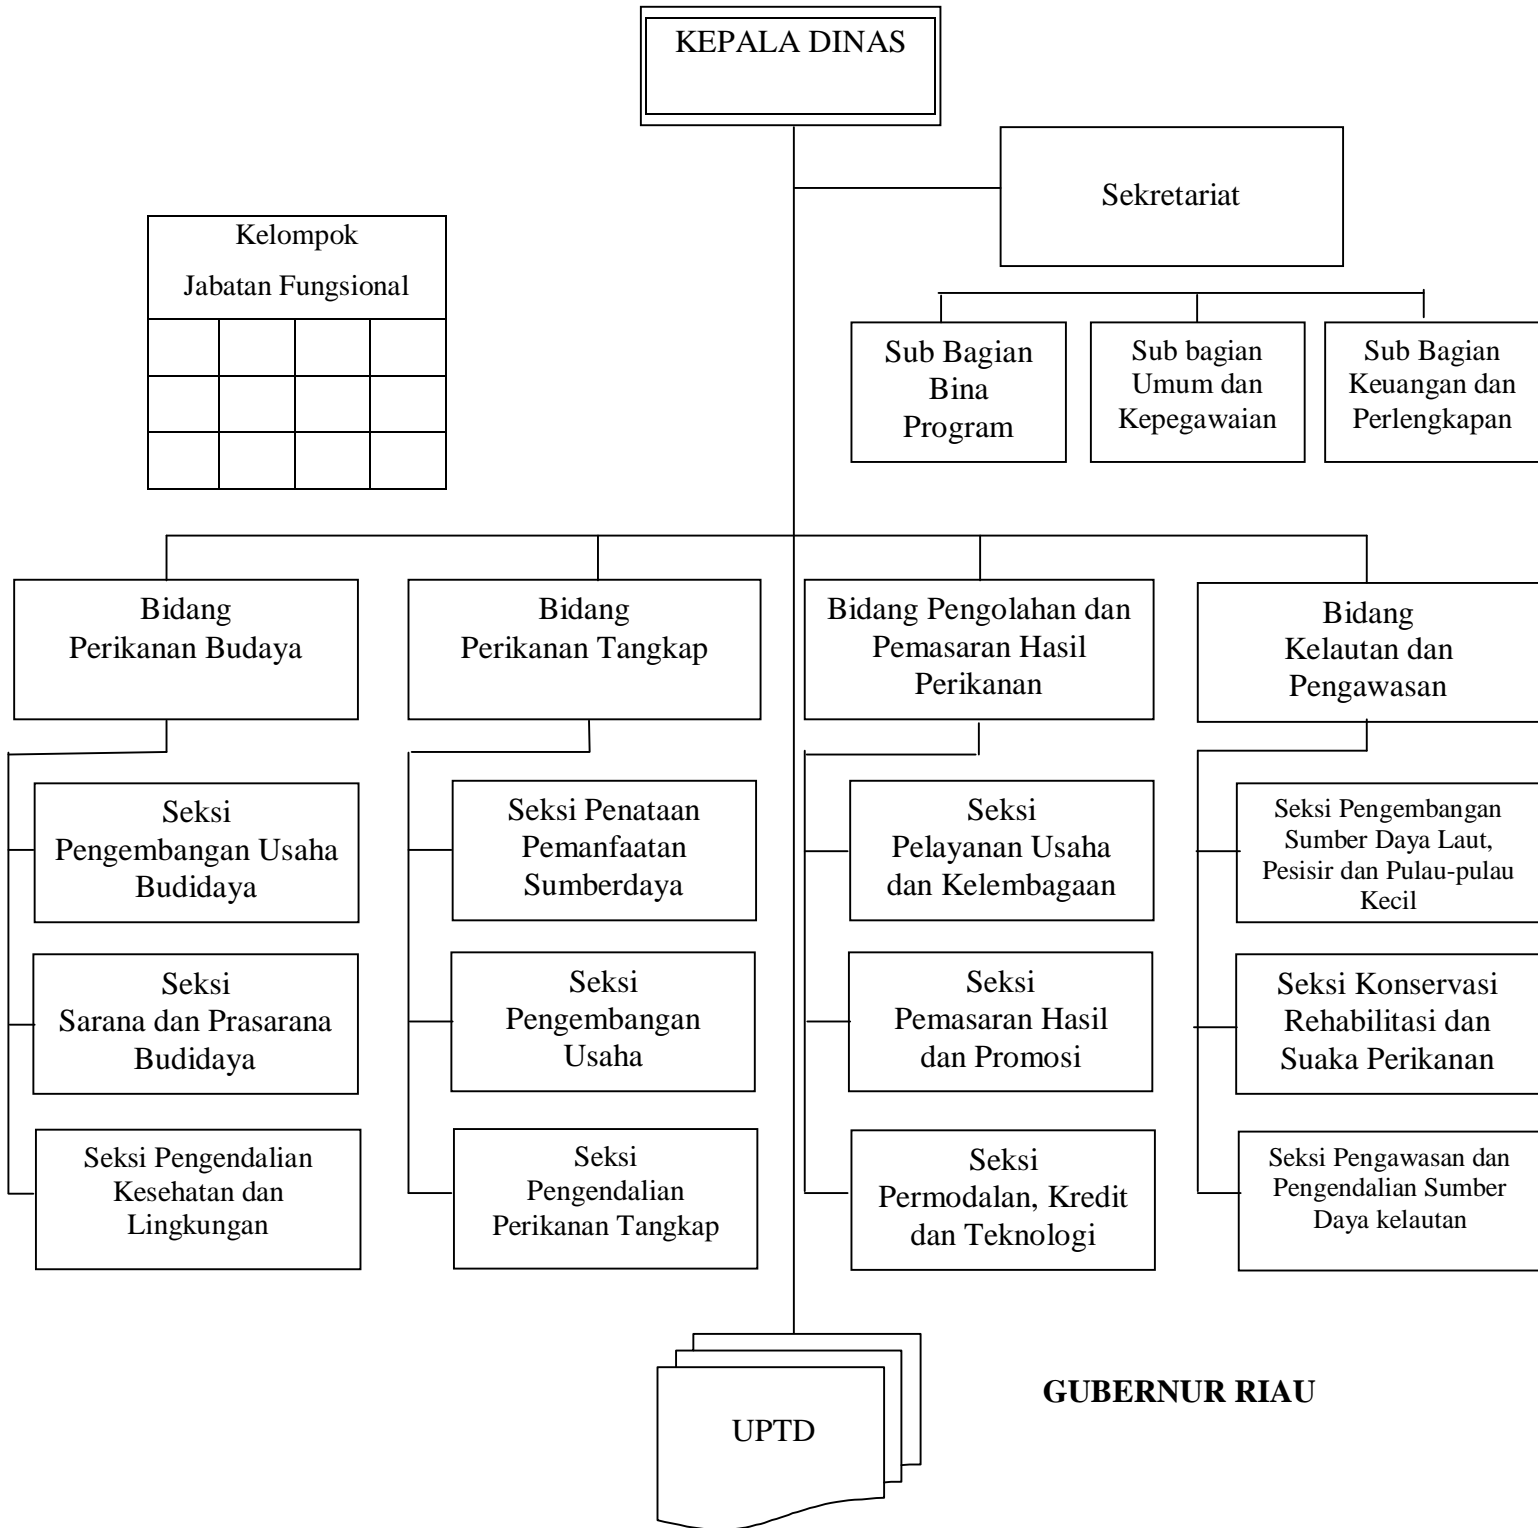 KEPALA DINAS
Sekretariat
Kelompok
Jabatan Fungsional
Sub Bagian
Bina
Program
Sub bagian
Umum dan
Kepegawaian
Sub Bagian
Keuangan dan
Perlengkapan
Bidang
Perikanan Budaya
Bidang
Perikanan Tangkap
Bidang Pengolahan dan
Pemasaran Hasil
Perikanan
Bidang
Kelautan dan
Pengawasan
Seksi
Pengembangan Usaha
Budidaya
Seksi Penataan
Pemanfaatan
Sumberdaya
Seksi
Pelayanan Usaha
dan Kelembagaan
Seksi Pengembangan
Sumber Daya Laut,
Pesisir dan Pulau-pulau
Kecil
Seksi
Sarana dan Prasarana
Budidaya
Seksi
Pengembangan
Usaha
Seksi
Pemasaran Hasil
dan Promosi
Seksi Konservasi
Rehabilitasi dan
Suaka Perikanan
Seksi Pengendalian
Kesehatan dan
Lingkungan
Seksi
Pengendalian
Perikanan Tangkap
Seksi
Permodalan, Kredit
dan Teknologi
Seksi Pengawasan dan
Pengendalian Sumber
Daya kelautan
GUBERNUR RIAU
UPTD